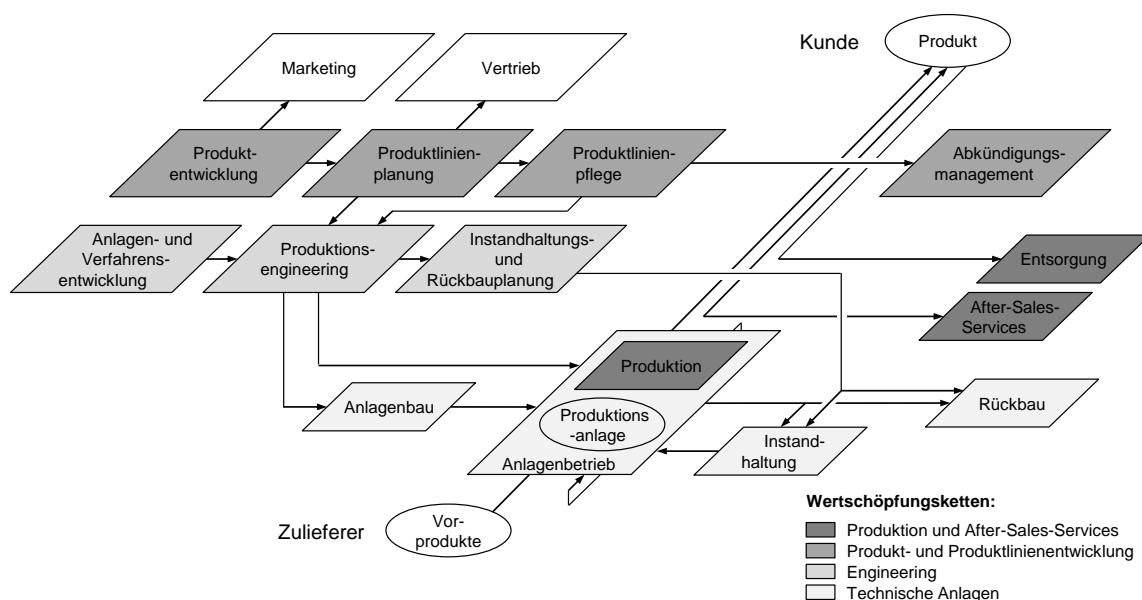 Kunde
Produkt
Marketing
Vertrieb
Produkt-
entwicklung
Produktlinien-
planung
Produktlinien-
pflege
Abkündigungs-
management
Anlagen- und
Verfahrens-
entwicklung
Produktions-
engineering
Instandhaltungs-
und
Rückbauplanung
Entsorgung
After-Sales-
Services
Produktion
Anlagenbau
Produktions
-anlage
Anlagenbetrieb
Rückbau
Instand-
haltung
Zulieferer
Vor-
produkte
Wertschöpfungsketten:
Produktion und After-Sales-Services
Produkt- und Produktlinienentwicklung
Engineering
Technische Anlagen